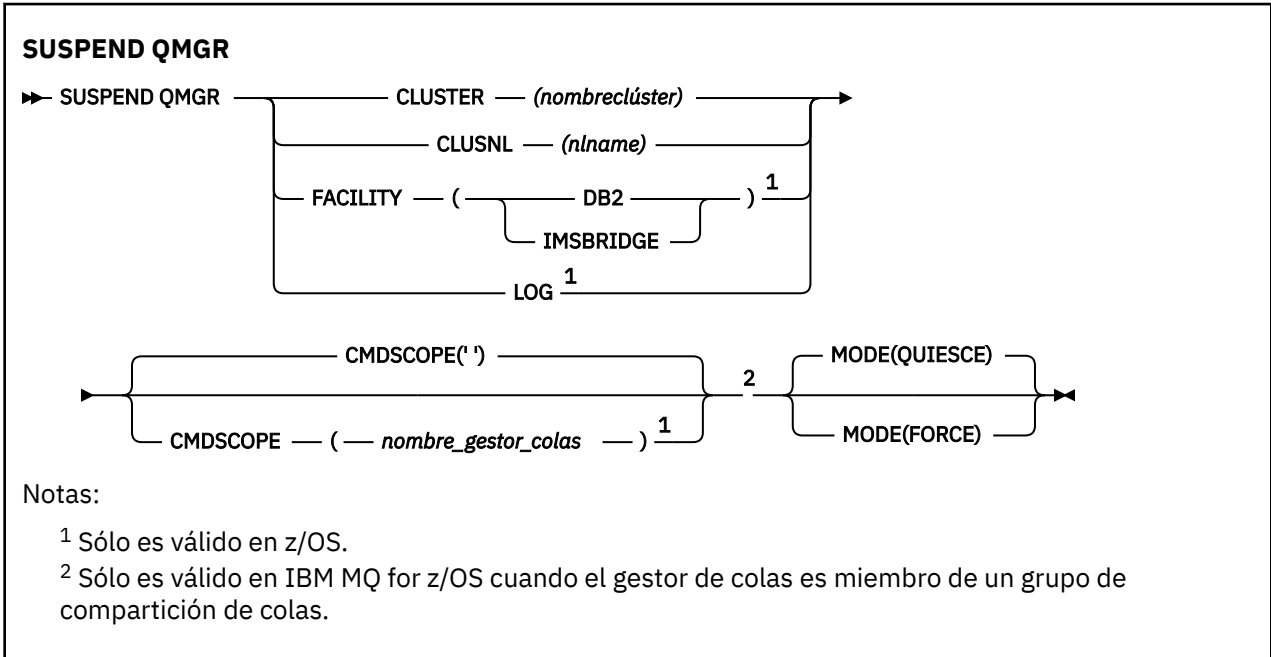 SUSPEND QMGR
SUSPEND QMGR CLUSTER (nombreclúster)
CLUSNL (nlname)
FACILITY ( DB2 ) 1
IMSBRIDGE
LOG 1
CMDSCOPE(' ') MODE(QUIESCE)
2
CMDSCOPE ( nombre_gestor_colas ) 1 MODE(FORCE)
Notas:
1 Sólo es válido en z/OS.
2 Sólo es válido en IBM MQ for z/OS cuando el gestor de colas es miembro de un grupo de
compartición de colas.